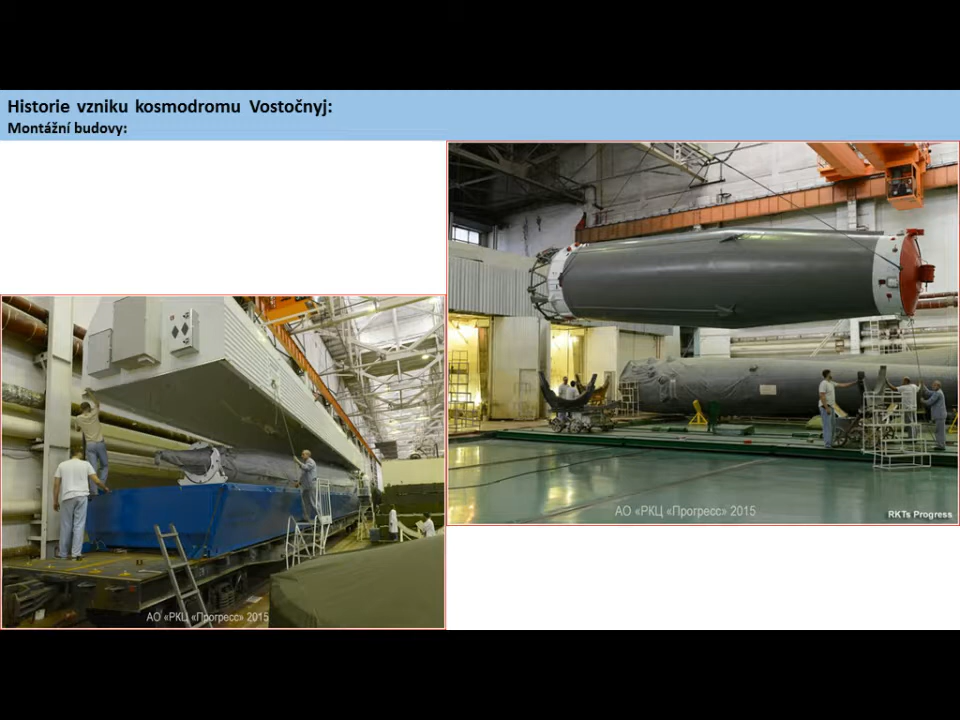 Historie vzniku kosmodromu Vostočnyj:
Montážní budovy:
АО «РКЦ «Прогресс» 2015
RKTs Progress
АО «РКЦ «Прогресс» 2015